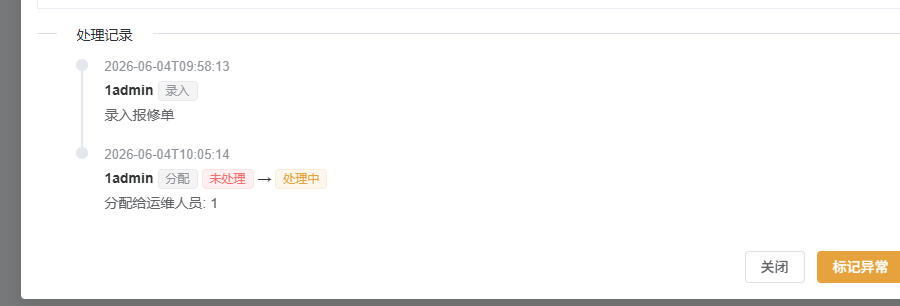 处理记录
2026-06-04T09:58:13
1admin 录入
录入报修单
2026-06-04T10:05:14
1admin 分配 未处理 → 处理中
分配给运维人员: 1
关闭 标记异常